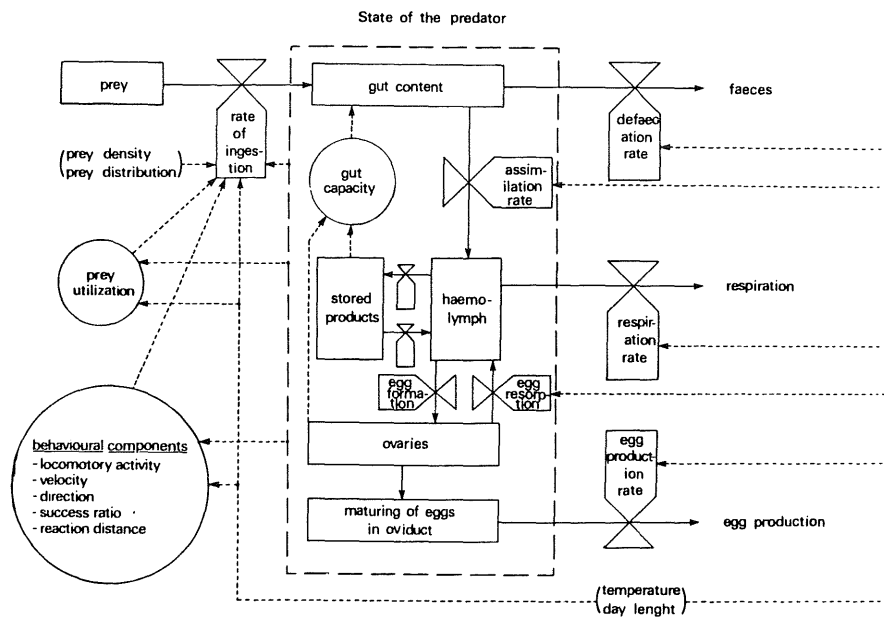 State of the predator
prey
rate
of
inges-
tion
gut content
faeces
defaec
ation
rate
(prey density
prey distribution)
gut
capacity
assim-
ilation
rate
prey
utilization
stored
products
haemo-
lymph
respiration
respir-
ation
rate
egg
forma-
tion
egg
resorp-
tion
behavioural components
- locomotory activity
- velocity
- direction
- success ratio
- reaction distance
ovaries
egg
product-
ion
rate
maturing of eggs
in oviduct
egg production
(temperature
day lenght)